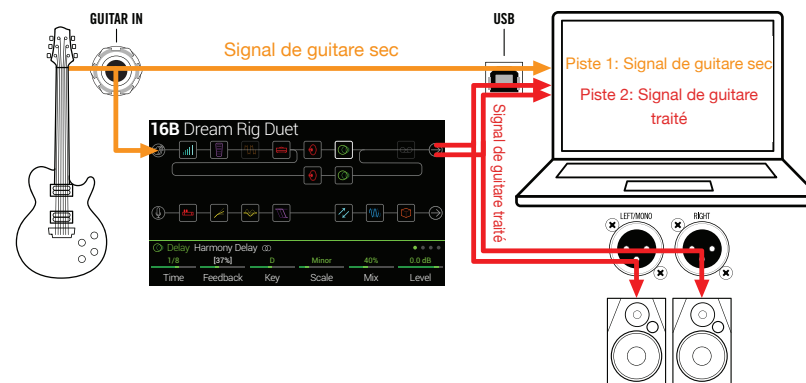 GUITAR IN
USB
Signal de guitare sec
Piste 1: Signal de guitare sec
Piste 2: Signal de guitare
traité
16B Dream Rig Duet
Signal de guitare traité
LEFT/MONO
RIGHT
Delay Harmony Delay
1/8 [37%] D Minor 40% 0.0 dB
Time Feedback Key Scale Mix Level